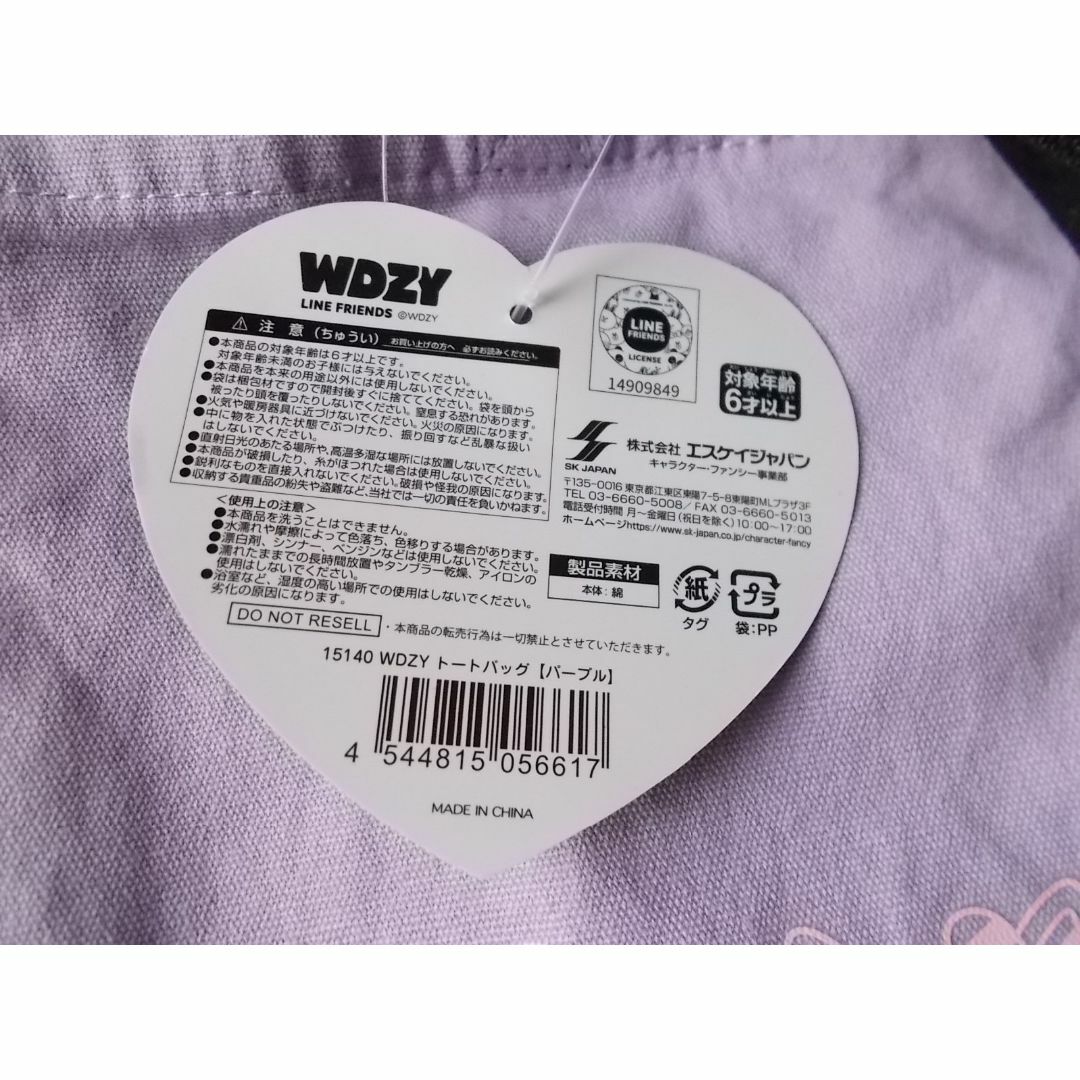 WDZY
LINE FRIENDS ©WDZY
⚠ 注意（ちゅうい） お買い上げの方へ 必ずお読みください。
●本商品の対象年齢は6才以上です。
対象年齢未満のお子様には与えないでください。
●本商品を本来の用途以外には使用しないでください。
●袋は梱包材ですので開封後すぐに捨ててください。袋を頭から
被ったり頭を覆ったりしないでください。窒息する恐れがあります。
●火気や暖房器具に近づけないでください。火災の原因になります。
●中に物を入れた状態でぶつけたり、振り回すなど乱暴な扱い
はしないでください。
●直射日光のあたる場所や、高温多湿な場所には放置しないでください。
●本商品が破損したり、糸がほつれた場合は使用しないでください。
●鋭利なものを直接入れないでください。破損や怪我の原因になります。
●収納する貴重品の紛失や盗難など、当社では一切の責任を負いかねます。
＜使用上の注意＞
●本商品を洗うことはできません。
●水濡れや摩擦によって色落ち、色移りする場合があります。
●漂白剤、シンナー、ベンジンなどは使用しないでください。
●濡れたままでの長時間放置やタンブラー乾燥、アイロンの
使用はしないでください。
●浴室など、湿度の高い場所での使用はしないでください。
劣化の原因になります。
DO NOT RESELL ・本商品の転売行為は一切禁止とさせていただきます。
LINE
FRIENDS
LICENSE
14909849
対象年齢
6才以上
SK JAPAN
株式会社 エスケイジャパン
キャラクター・ファンシー事業部
〒135-0016 東京都江東区東陽7-5-8東陽町MLプラザ3F
TEL 03-6660-5008／FAX 03-6660-5013
電話受付時間 月〜金曜日（祝日を除く）10:00〜17:00
ホームページhttps://www.sk-japan.co.jp/character-fancy
製品素材
本体：綿
紙
タグ
プラ
袋：PP
15140 WDZY トートバッグ【パープル】
4 544815 056617
MADE IN CHINA